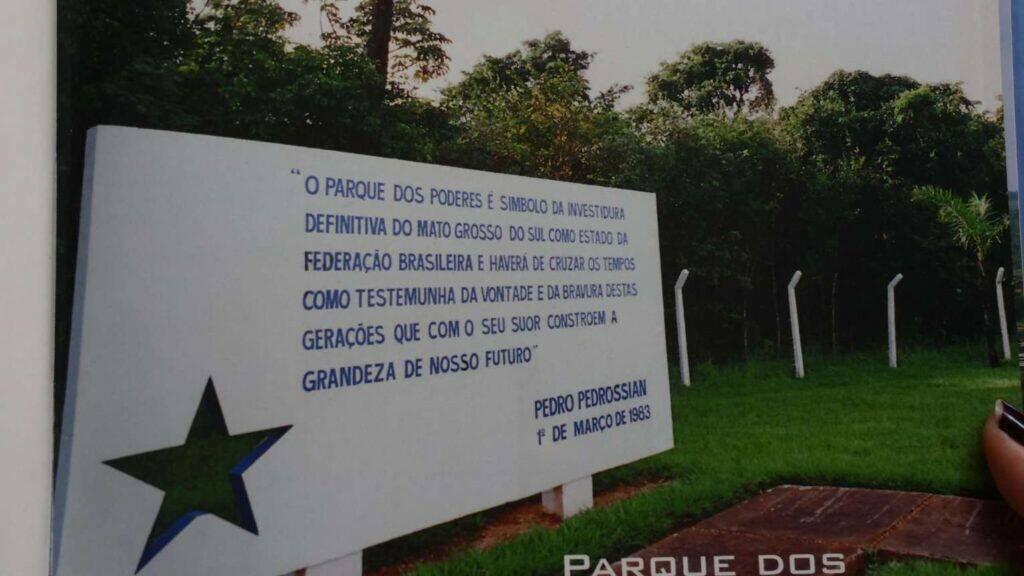 “O PARQUE DOS PODERES É SIMBOLO DA INVESTIDURA
DEFINITIVA DO MATO GROSSO DO SUL COMO ESTADO DA
FEDERAÇÃO BRASILEIRA E HAVERÁ DE CRUZAR OS TEMPOS
COMO TESTEMUNHA DA VONTADE E DA BRAVURA DESTAS
GERAÇÕES QUE COM O SEU SUOR CONSTROEM A
GRANDEZA DE NOSSO FUTURO”
PEDRO PEDROSSIAN
1º DE MARÇO DE 1983
PARQUE DOS